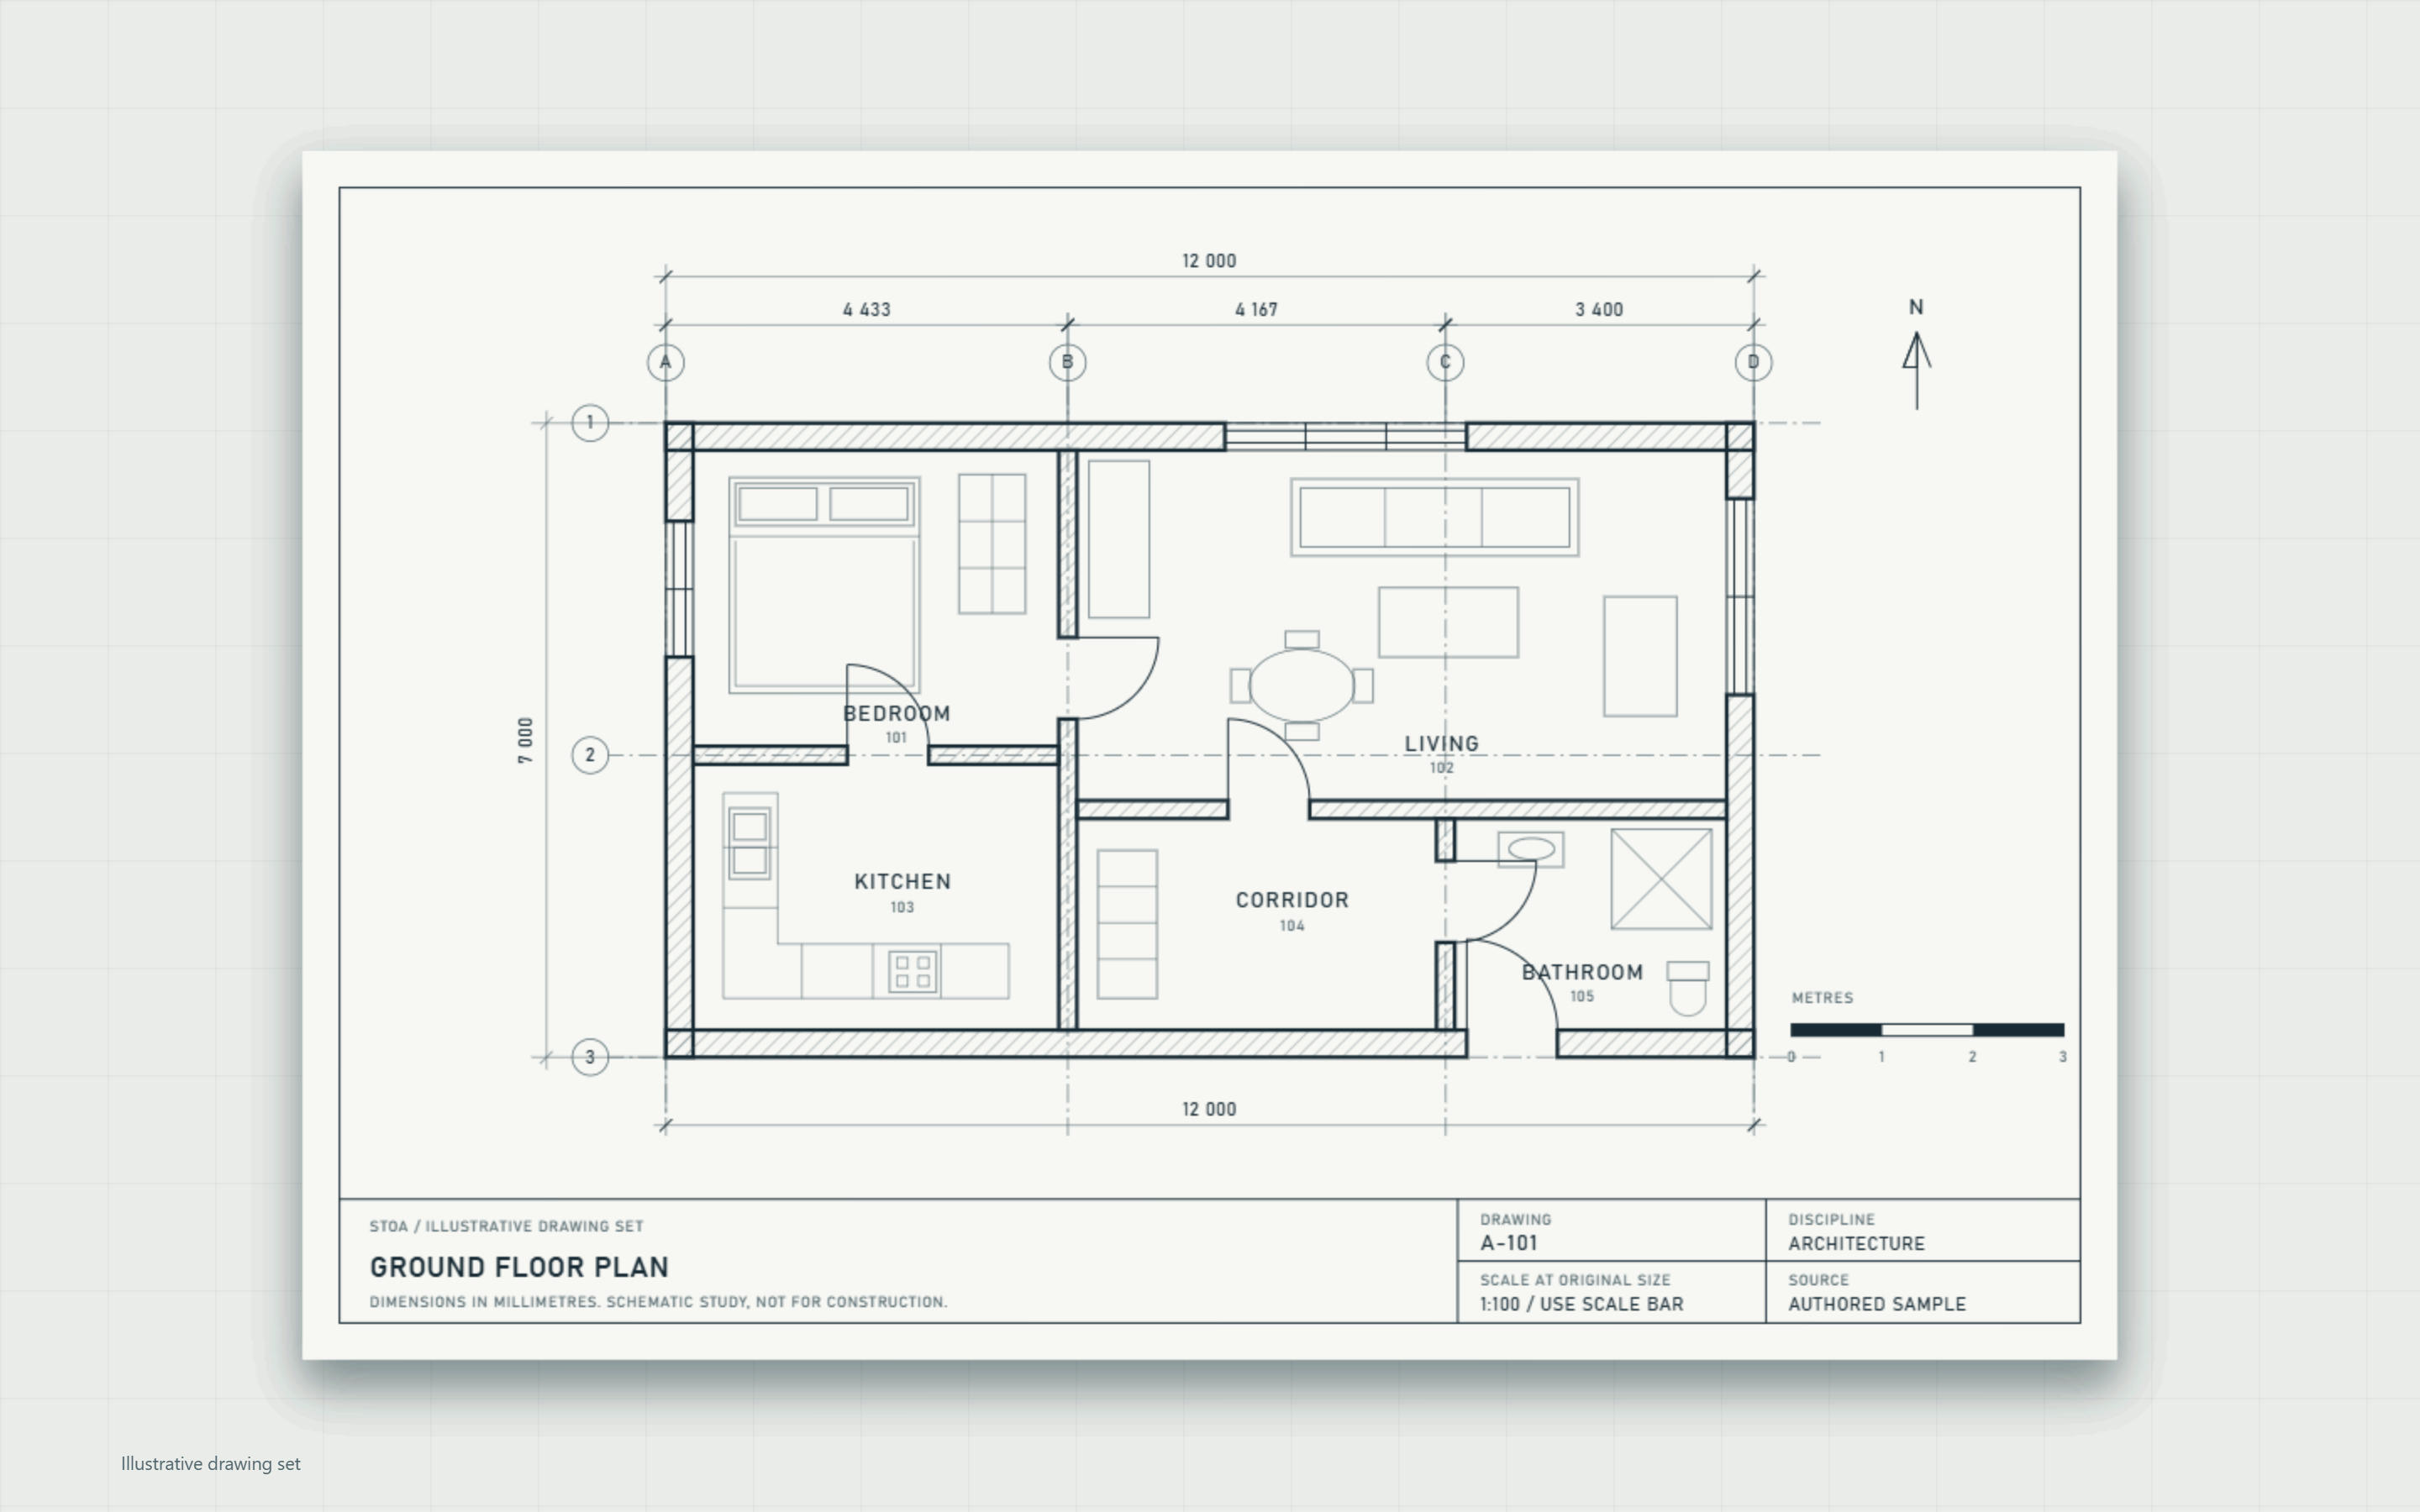 12 000
4 433
4 167
3 400
N
A
B
C
D
1
BEDROOM
101
7 000
2
LIVING
102
KITCHEN
103
CORRIDOR
104
BATHROOM
105
METRES
3
0
1
2
3
12 000
STOA / ILLUSTRATIVE DRAWING SET
GROUND FLOOR PLAN
DIMENSIONS IN MILLIMETRES. SCHEMATIC STUDY, NOT FOR CONSTRUCTION.
DRAWING
A-101
DISCIPLINE
ARCHITECTURE
SCALE AT ORIGINAL SIZE
1:100 / USE SCALE BAR
SOURCE
AUTHORED SAMPLE
Illustrative drawing set